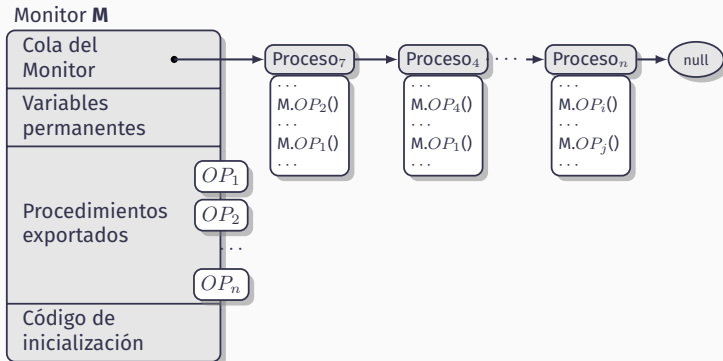 Monitor M
Cola del
Monitor
Proceso₇
Proceso₄
···
Procesoₙ
null
Variables
permanentes
...
M.OP₂()
...
M.OP₁()
...
...
M.OP₄()
...
M.OP₁()
...
...
M.OPᵢ()
...
M.OPⱼ()
...
Procedimientos
exportados
OP₁
OP₂
...
OPₙ
Código de
inicialización